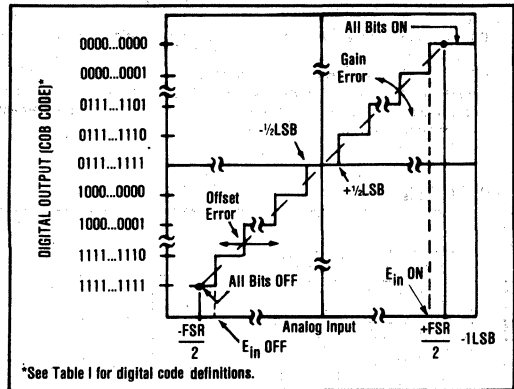 All Bits ON
0000...0000
0000...0001
Gain
Error
0111...1101
0111...1110
-½LSB
0111...1111
+½LSB
1000...0000
Offset
Error
1000...0001
1111...1110
E in ON
1111...1111
All Bits OFF
DIGITAL OUTPUT (COB CODE)*
-FSR
2
E in OFF
Analog Input
+FSR
2
-1LSB
*See Table I for digital code definitions.